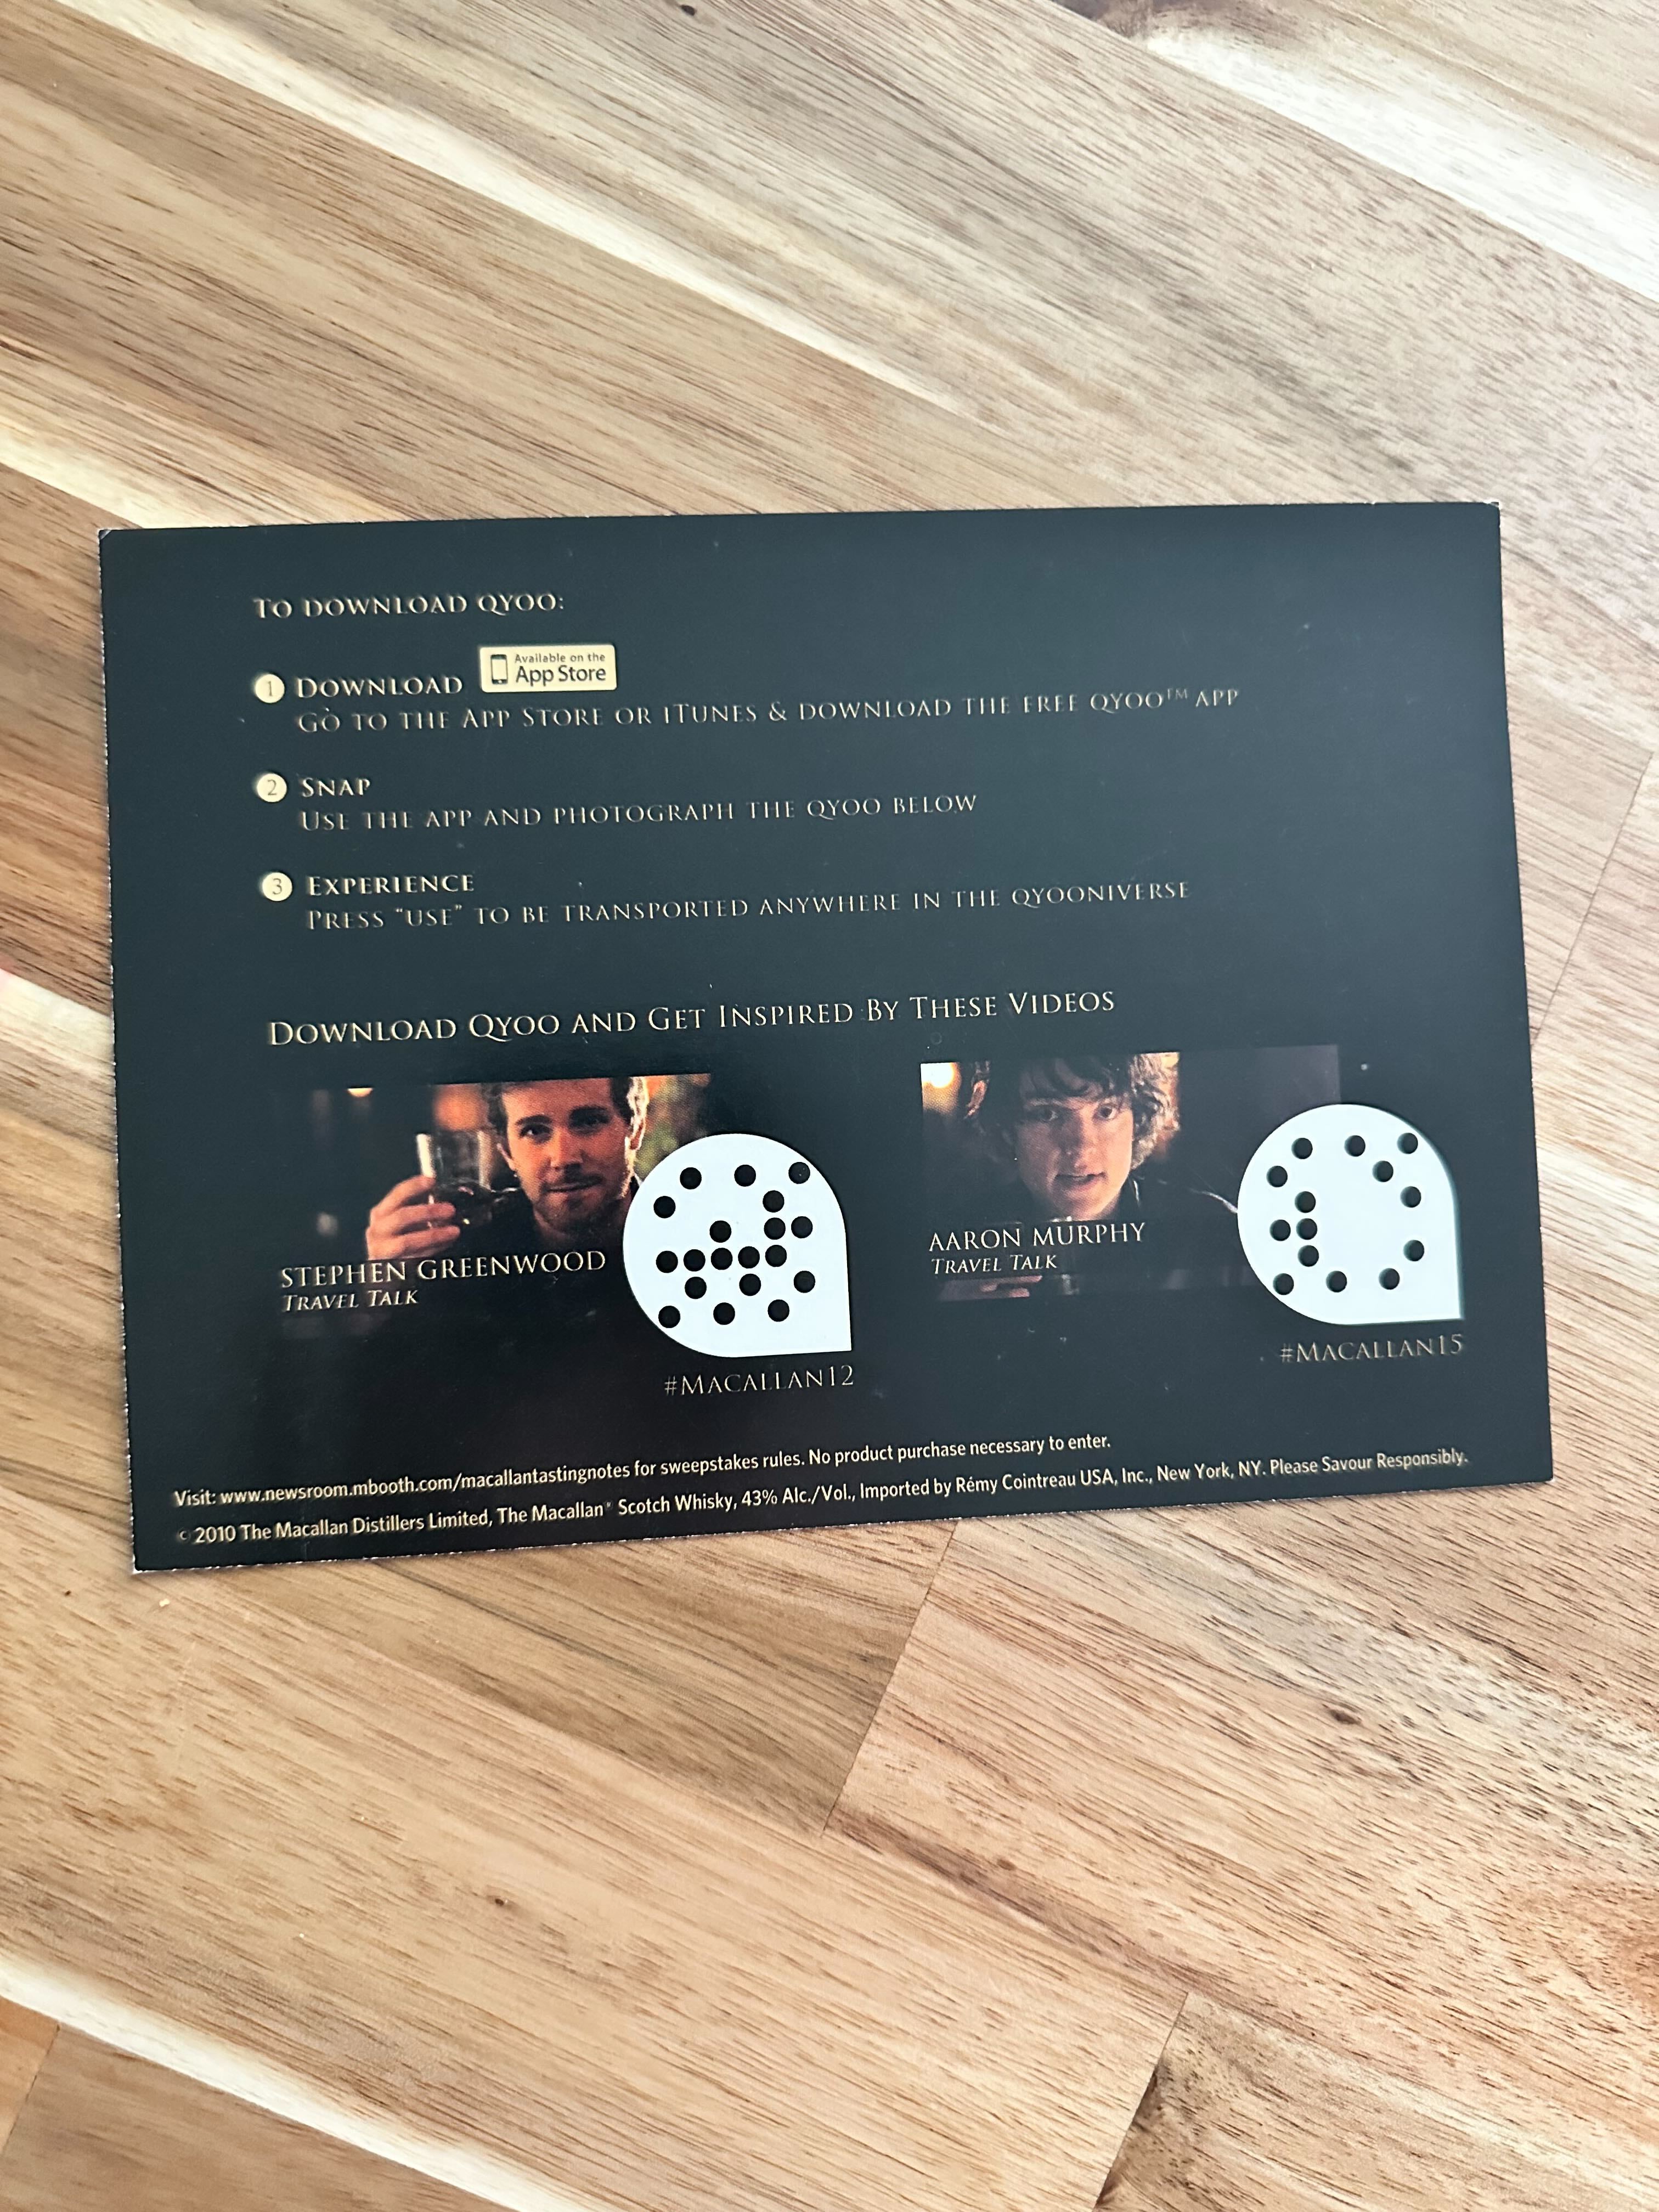 TO DOWNLOAD QYOO:
1 DOWNLOAD Available on the App Store
GO TO THE APP STORE OR ITUNES & DOWNLOAD THE FREE QYOO™ APP
2 SNAP
USE THE APP AND PHOTOGRAPH THE QYOO BELOW
3 EXPERIENCE
PRESS “USE” TO BE TRANSPORTED ANYWHERE IN THE QYOONIVERSE
DOWNLOAD QYOO AND GET INSPIRED BY THESE VIDEOS
STEPHEN GREENWOOD
TRAVEL TALK
#MACALLAN12
AARON MURPHY
TRAVEL TALK
#MACALLAN15
Visit: www.newsroom.mbooth.com/macallantastingnotes for sweepstakes rules. No product purchase necessary to enter.
© 2010 The Macallan Distillers Limited, The Macallan® Scotch Whisky, 43% Alc./Vol., Imported by Rémy Cointreau USA, Inc., New York, NY. Please Savour Responsibly.